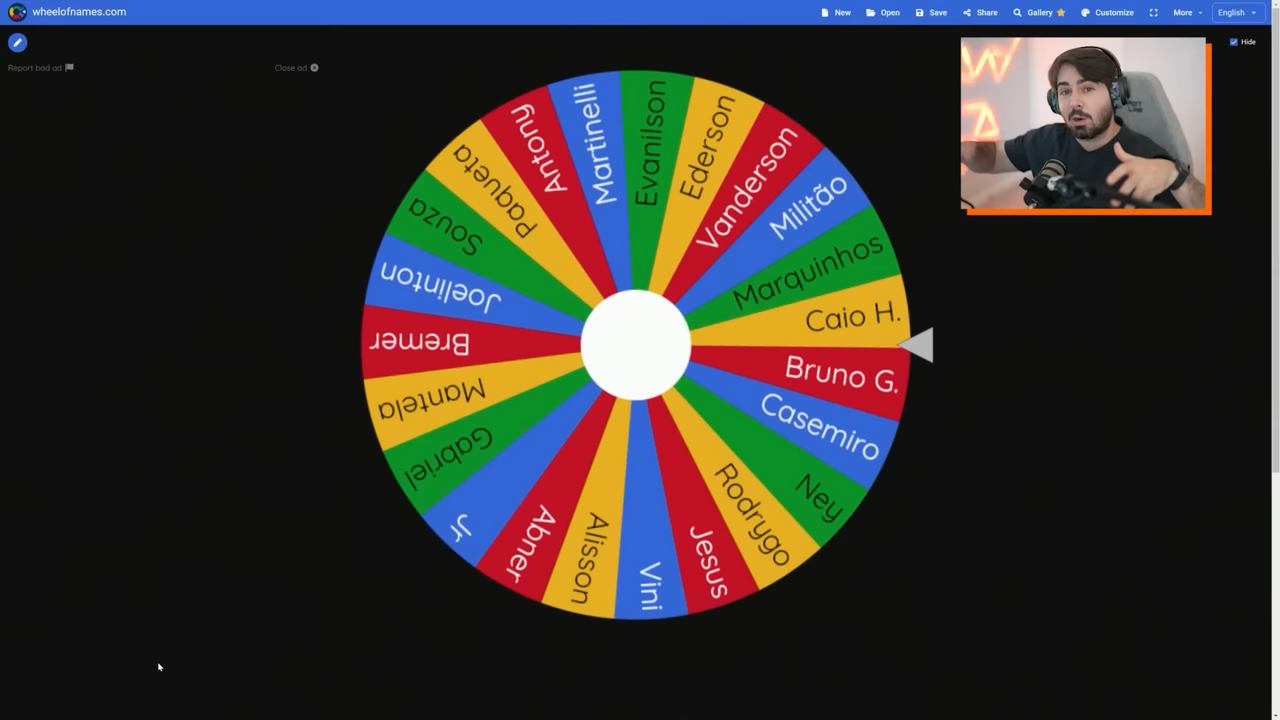 wheelofnames.com
New
Open
Save
Share
Gallery
Customize
More
English
Report bad ad
Close ad
Hide
Evanilson
Ederson
Vanderson
Militão
Marquinhos
Caio H.
Bruno G.
Casemiro
Ney
Rodrygo
Jesus
Vini
Alisson
Abner
Jr
Gabriel
Mantela
Bremer
Joelinton
Souza
Paqueta
Antony
Martinelli